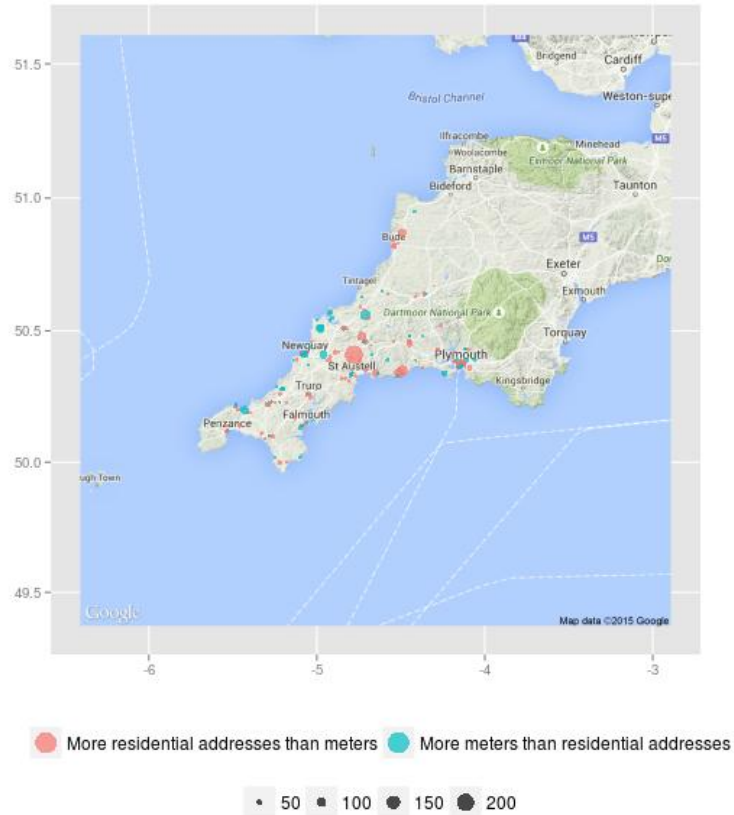 51.5
51.0
50.5
50.0
49.5
Bridgend
Cardiff
Bristol Channel
Weston-supe
Ilfracombe
Minehead
M5
Woolacombe
Exmoor National Park
Barnstaple
Bideford
Taunton
Bude
M5
Exeter
Tintagel
Exmouth
Dartmoor National Park
Torquay
Newquay
Plymouth
St Austell
Kingsbridge
Truro
Falmouth
Penzance
ugh Town
Google
Map data ©2015 Google
-6
-5
-4
-3
More residential addresses than meters
More meters than residential addresses
50
100
150
200